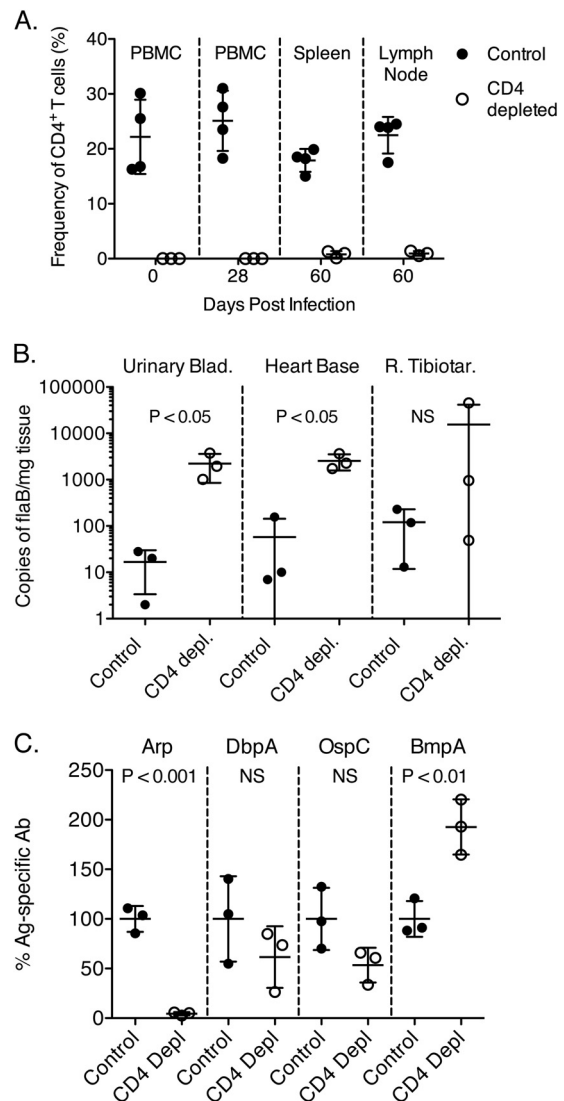 A.
PBMC PBMC Spleen Lymph Node
Control
CD4 depleted
Frequency of CD4+ T cells (%)
40
30
20
10
0
0 28 60 60
Days Post Infection
B.
Urinary Blad. Heart Base R. Tibiotar.
P < 0.05 P < 0.05 NS
Copies of flaB/mg tissue
100000
10000
1000
100
10
1
Control CD4 depl. Control CD4 depl. Control CD4 depl.
C.
Arp DbpA OspC BmpA
P < 0.001 NS NS P < 0.01
% Ag-specific Ab
250
200
150
100
50
0
Control CD4 Depl Control CD4 Depl Control CD4 Depl Control CD4 Depl